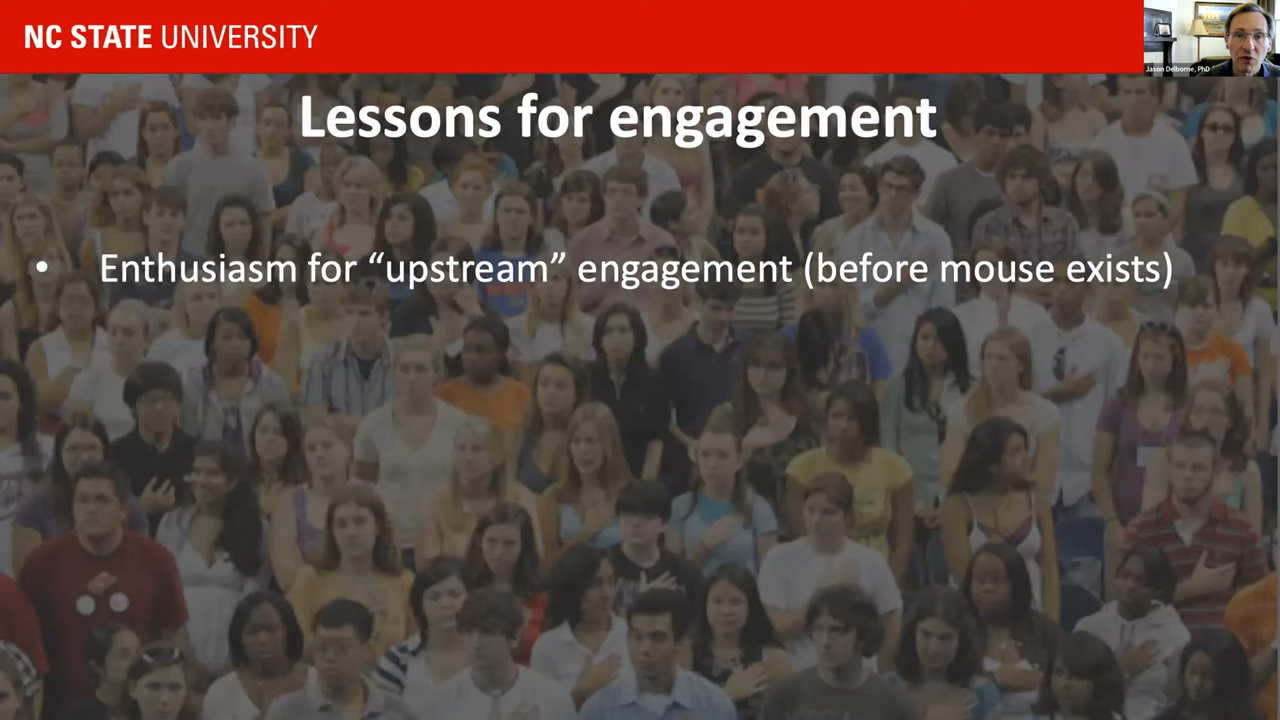 NC STATE UNIVERSITY
Jason Delborne, PhD
Lessons for engagement
• Enthusiasm for “upstream” engagement (before mouse exists)